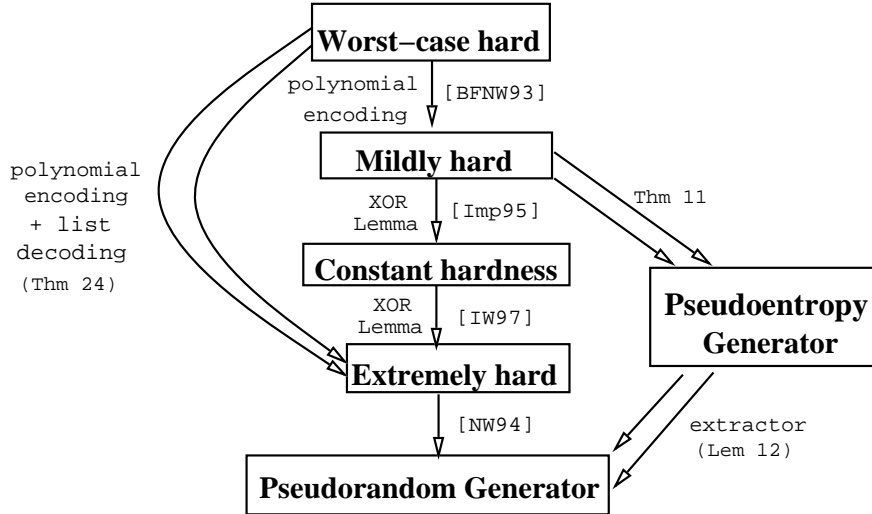 Worst–case hard
polynomial
encoding
[BFNW93]
Mildly hard
polynomial
encoding
+ list
decoding
(Thm 24)
XOR
Lemma
[Imp95]
Thm 11
Constant hardness
XOR
Lemma
[IW97]
Pseudoentropy
Generator
Extremely hard
[NW94]
extractor
(Lem 12)
Pseudorandom Generator